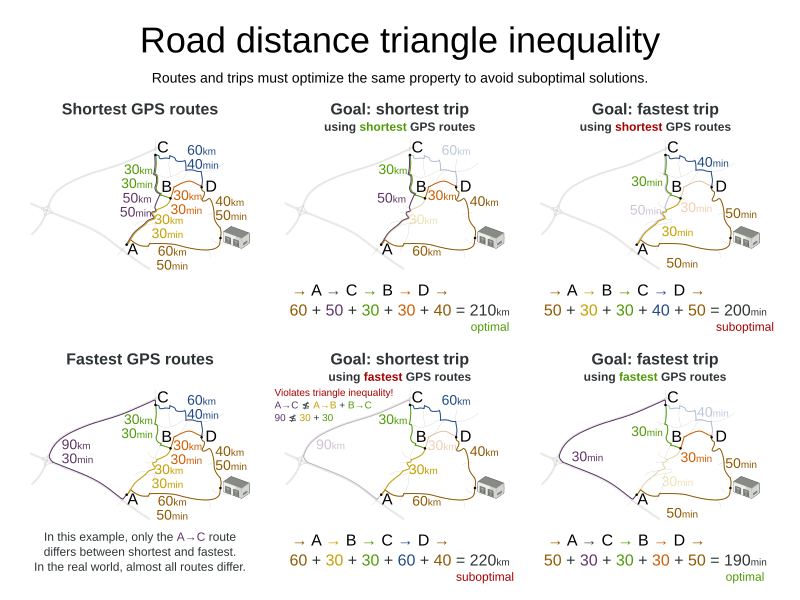 Road distance triangle inequality
Routes and trips must optimize the same property to avoid suboptimal solutions.
Shortest GPS routes
C
60km
40min
30km
30min
B
D
50km
50min
30km
30min
40km
50min
30km
30min
A
60km
50min
Goal: shortest trip
using shortest GPS routes
C
60km
30km
B
D
50km
30km
40km
30km
A
60km
→ A → C → B → D →
60 + 50 + 30 + 30 + 40 = 210km
optimal
Goal: fastest trip
using shortest GPS routes
C
40min
30min
B
D
50min
30min
50min
30min
A
50min
→ A → B → C → D →
50 + 30 + 30 + 40 + 50 = 200min
suboptimal
Fastest GPS routes
C
60km
40min
30km
30min
B
D
90km
30min
30km
30min
40km
50min
30km
30min
A
60km
50min
In this example, only the A→C route
differs between shortest and fastest.
In the real world, almost all routes differ.
Goal: shortest trip
using fastest GPS routes
Violates triangle inequality!
A→C ≰ A→B + B→C
90 ≰ 30 + 30
C
60km
30km
B
D
90km
30km
40km
30km
A
60km
→ A → B → C → D →
60 + 30 + 30 + 60 + 40 = 220km
suboptimal
Goal: fastest trip
using fastest GPS routes
C
40min
30min
B
D
30min
30min
50min
30min
A
50min
→ A → C → B → D →
50 + 30 + 30 + 30 + 50 = 190min
optimal